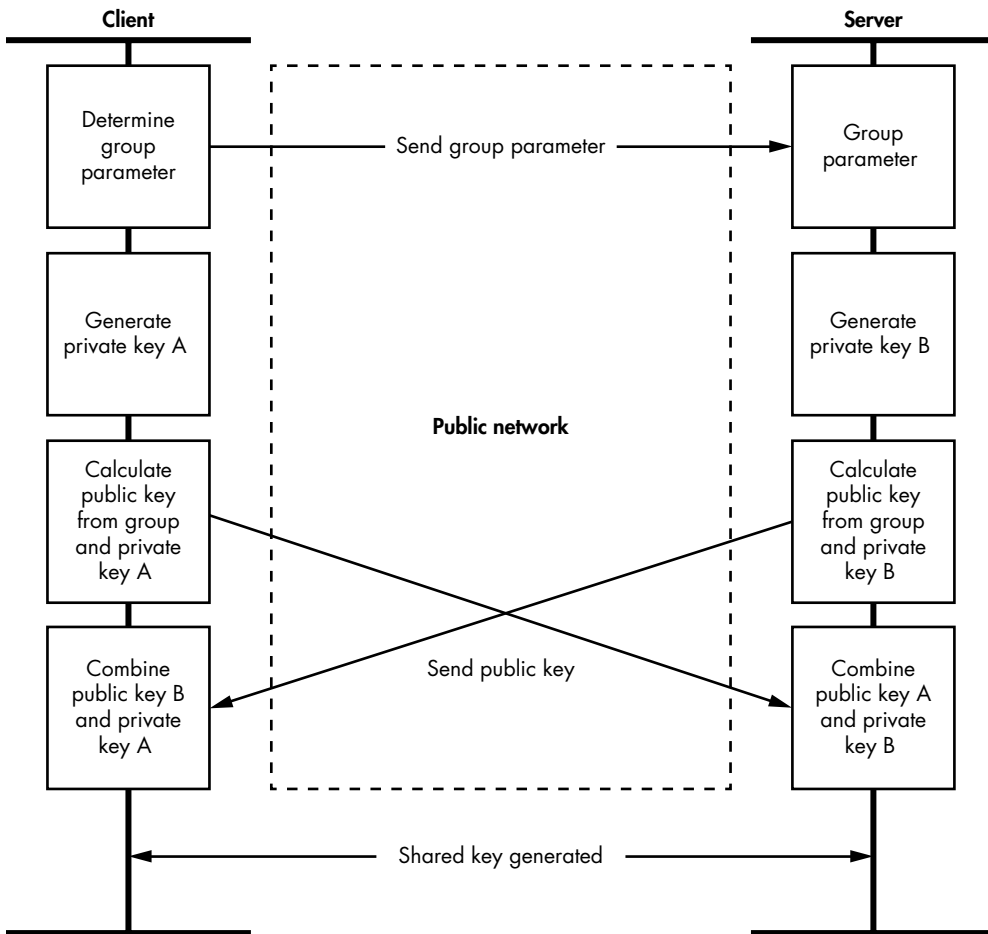 Client
Server
Determine
group
parameter
Send group parameter
Group
parameter
Generate
private key A
Generate
private key B
Public network
Calculate
public key
from group
and private
key A
Calculate
public key
from group
and private
key B
Combine
public key B
and private
key A
Send public key
Combine
public key A
and private
key B
Shared key generated